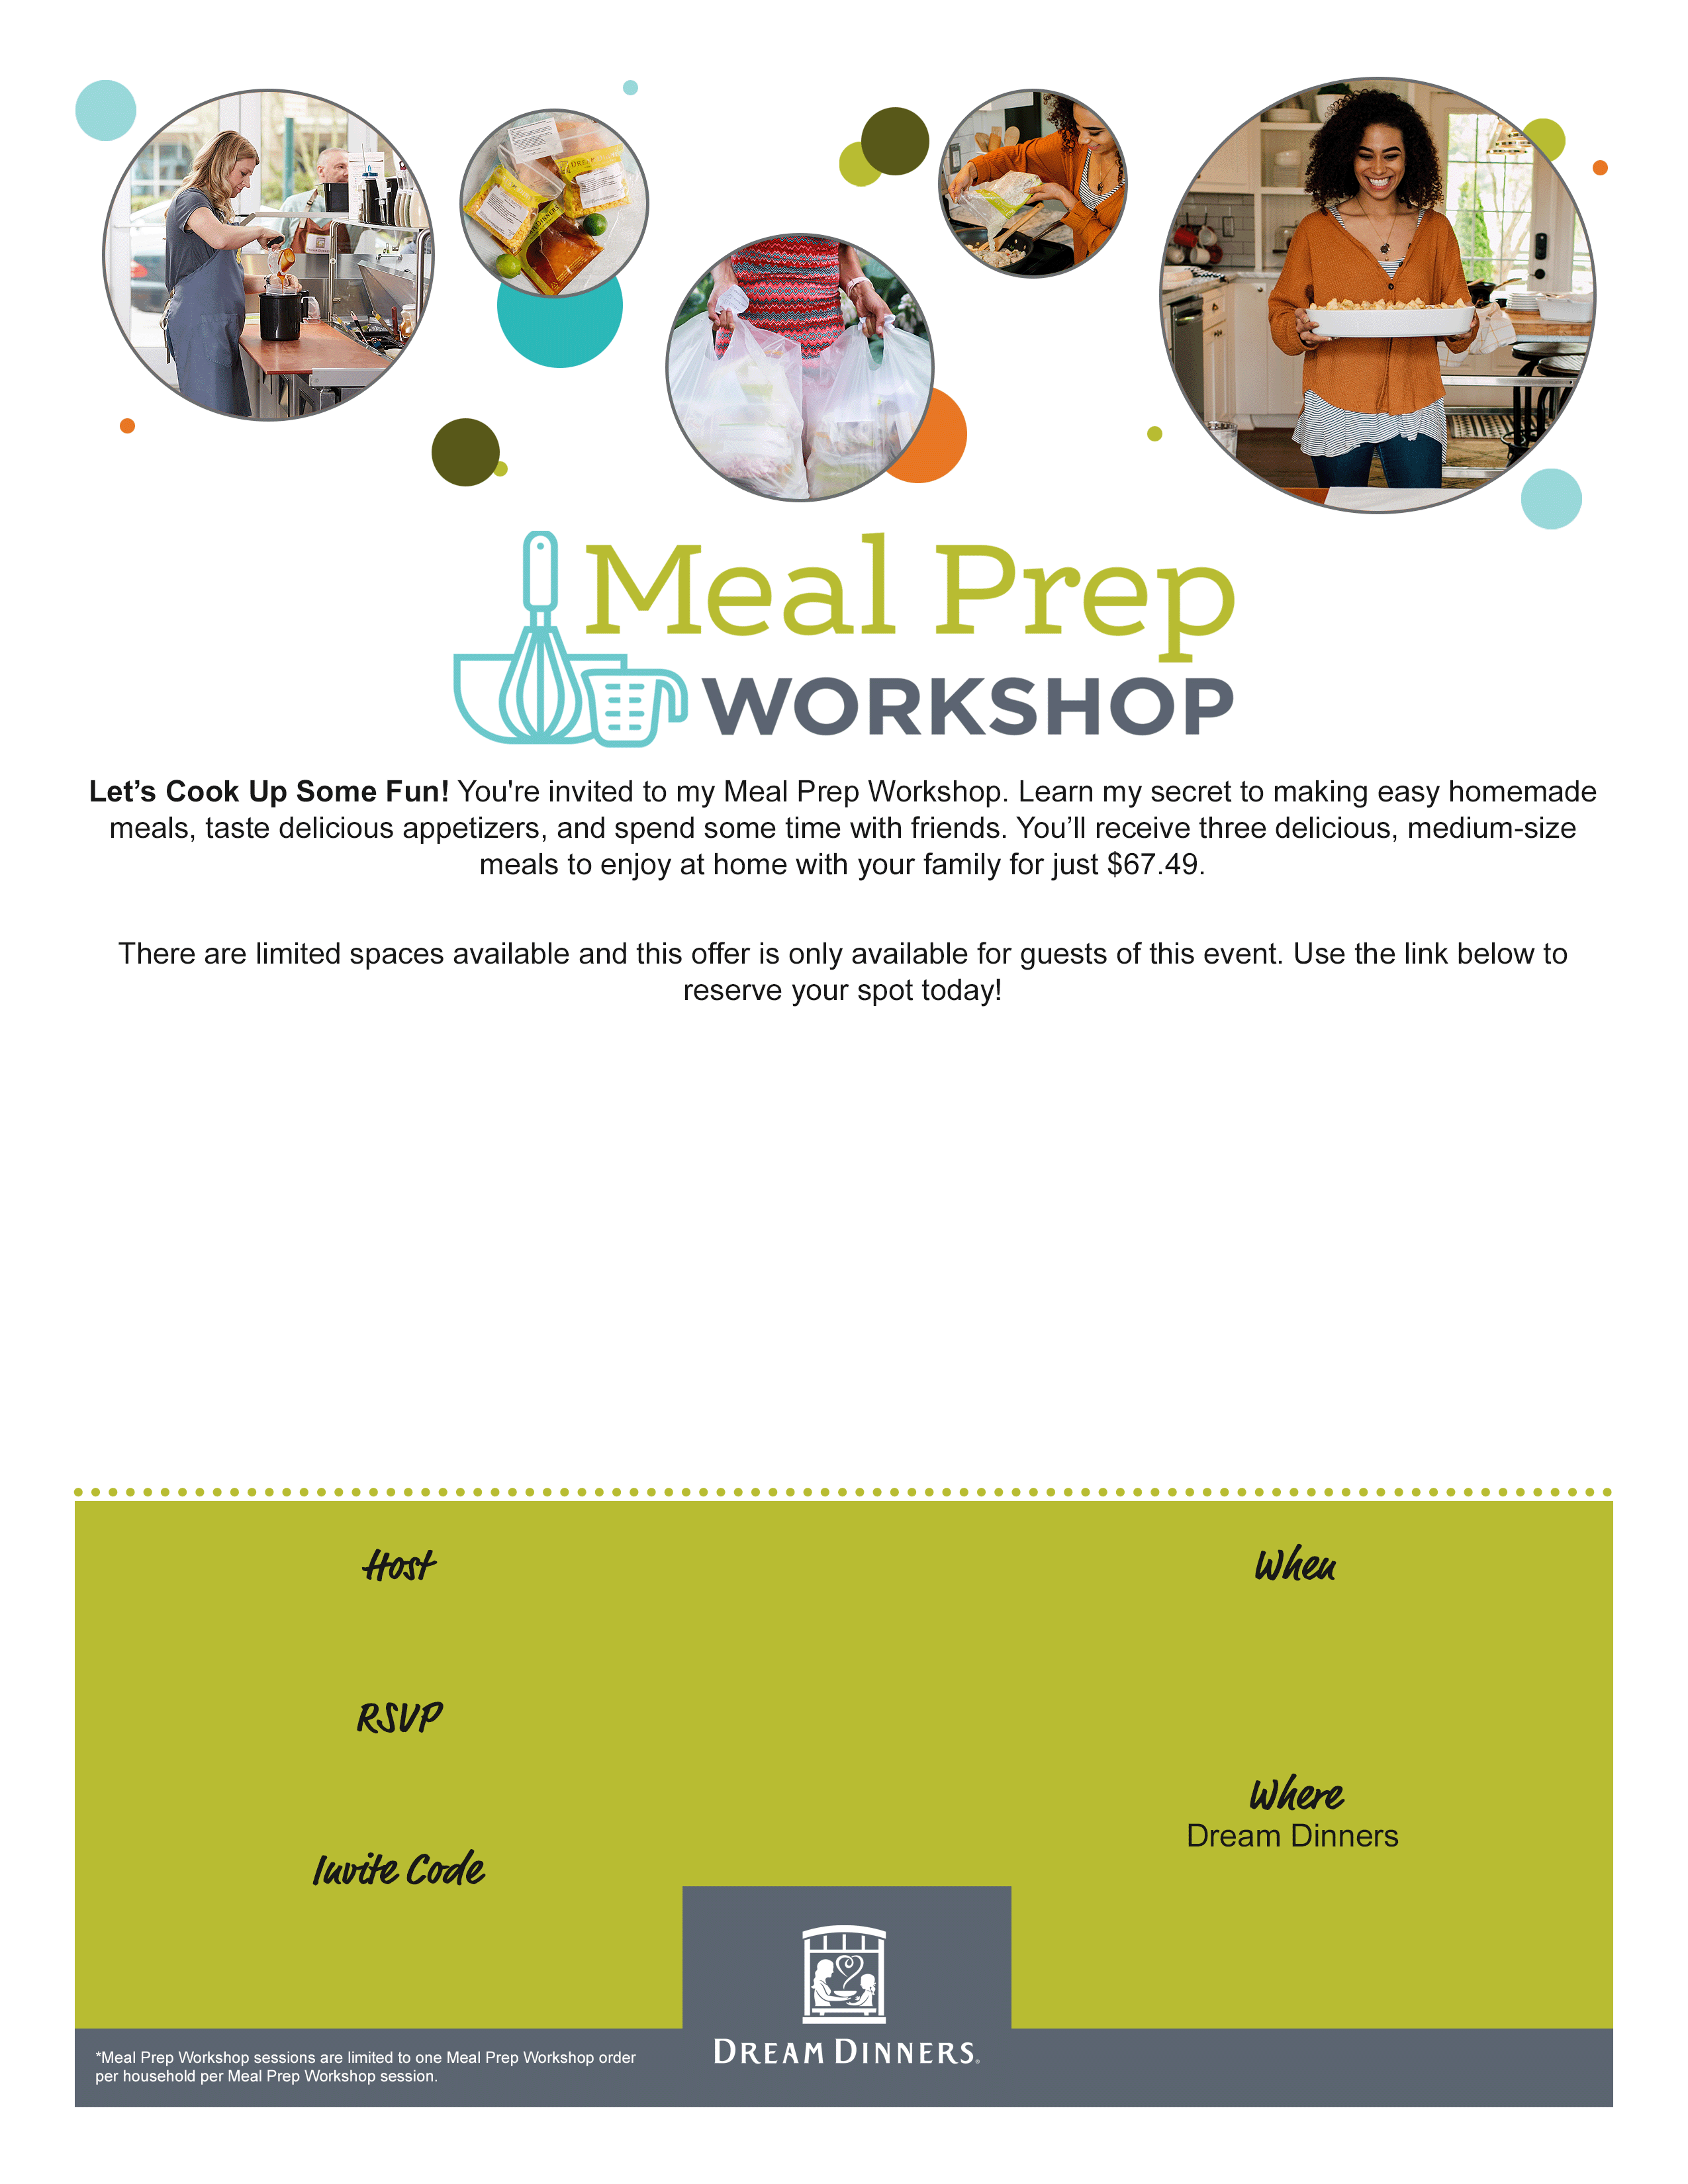 Meal Prep
WORKSHOP
Let’s Cook Up Some Fun! You're invited to my Meal Prep Workshop. Learn my secret to making easy homemade
meals, taste delicious appetizers, and spend some time with friends. You’ll receive three delicious, medium-size
meals to enjoy at home with your family for just $67.49.
There are limited spaces available and this offer is only available for guests of this event. Use the link below to
reserve your spot today!
Host
When
RSVP
Where
Dream Dinners
Invite Code
DREAM DINNERS
*Meal Prep Workshop sessions are limited to one Meal Prep Workshop order
per household per Meal Prep Workshop session.